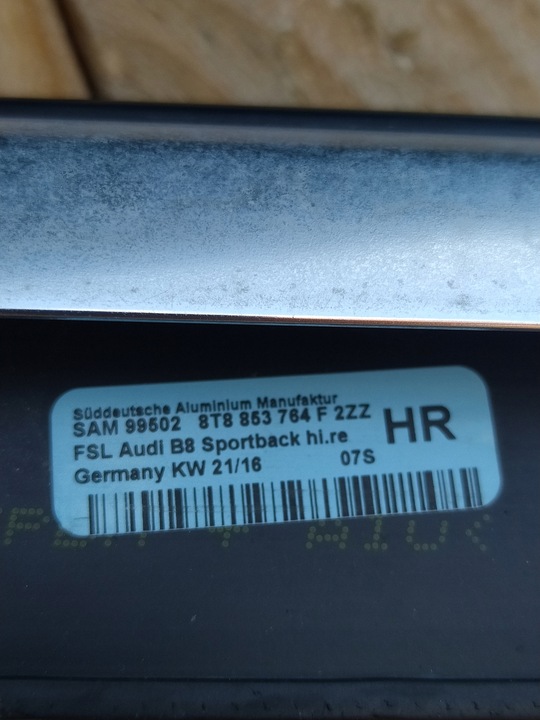 Süddeutsche Aluminium Manufaktur
SAM 99502 8T8 853 764 F 2ZZ
HR
FSL Audi B8 Sportback hi.re
Germany KW 21/16 07S